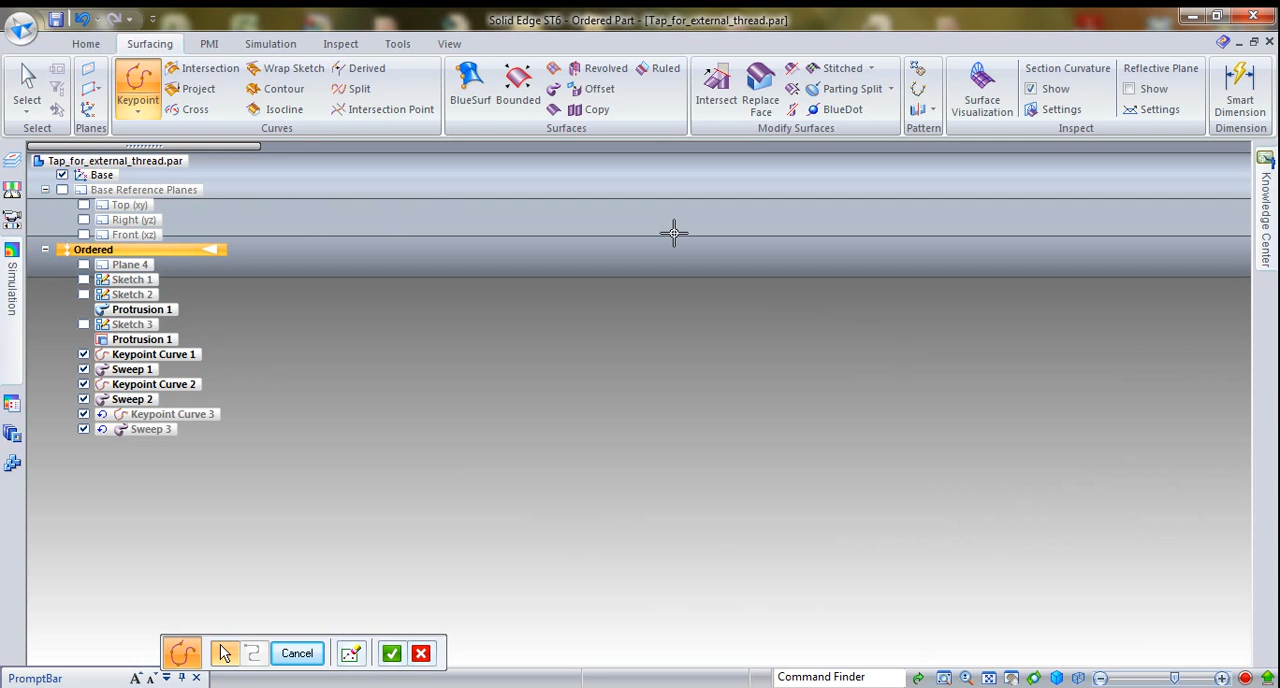 Solid Edge ST6 - Ordered Part - [Tap_for_external_thread.par]
Home Surfacing PMI Simulation Inspect Tools View
Intersection Wrap Sketch Derived Revolved Ruled Stitched Section Curvature Reflective Plane
Select Keypoint Project Contour Split BlueSurf Bounded Offset Intersect Replace Face Parting Split Surface Visualization Show Show Smart Dimension
Cross Isocline Intersection Point Copy BlueDot Settings Settings
Select Planes Curves Surfaces Modify Surfaces Pattern Inspect Dimension
Tap_for_external_thread.par
Base
Base Reference Planes
Top (xy)
Right (yz)
Front (xz)
Ordered
Plane 4
Sketch 1
Sketch 2
Protrusion 1
Sketch 3
Protrusion 1
Keypoint Curve 1
Sweep 1
Keypoint Curve 2
Sweep 2
Keypoint Curve 3
Sweep 3
Simulation
Knowledge Center
Cancel
PromptBar
Command Finder